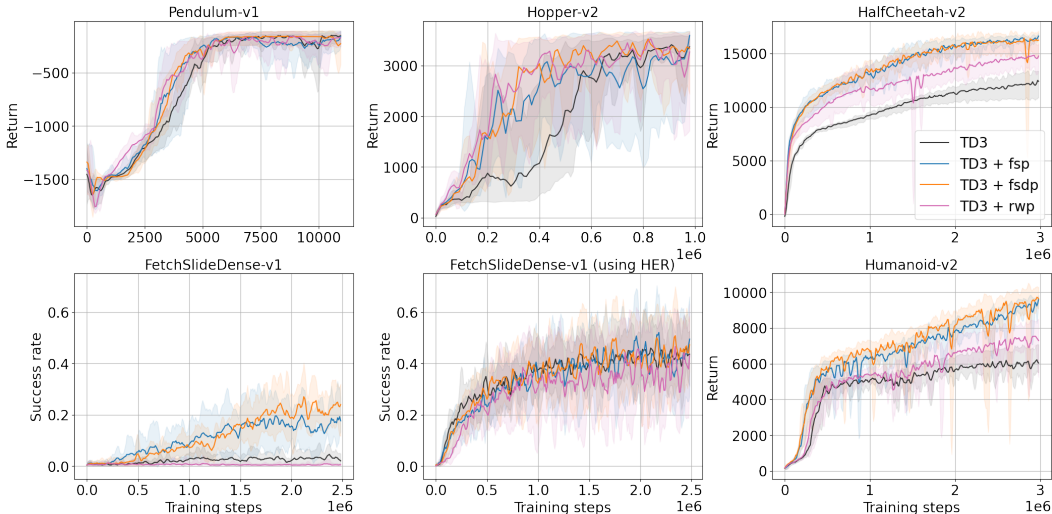 Pendulum-v1
Return
−500
−1000
−1500
0
2500
5000
7500
10000
Hopper-v2
Return
3000
2000
1000
0
0.0
0.2
0.4
0.6
0.8
1.0
1e6
HalfCheetah-v2
Return
15000
10000
5000
0
0
1
2
3
1e6
TD3
TD3 + fsp
TD3 + fsdp
TD3 + rwp
FetchSlideDense-v1
Success rate
0.6
0.4
0.2
0.0
0.0
0.5
1.0
1.5
2.0
2.5
Training steps
1e6
FetchSlideDense-v1 (using HER)
Success rate
0.6
0.4
0.2
0.0
0.0
0.5
1.0
1.5
2.0
2.5
Training steps
1e6
Humanoid-v2
Return
10000
8000
6000
4000
2000
0
0
1
2
3
Training steps
1e6